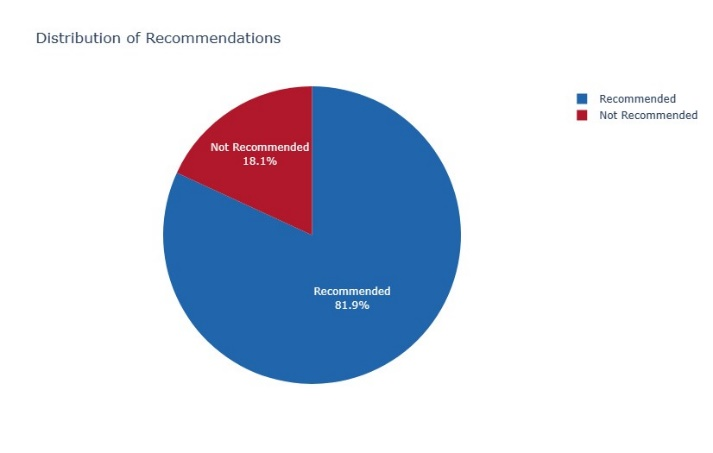 Distribution of Recommendations
Recommended
Not Recommended
Not Recommended
18.1%
Recommended
81.9%